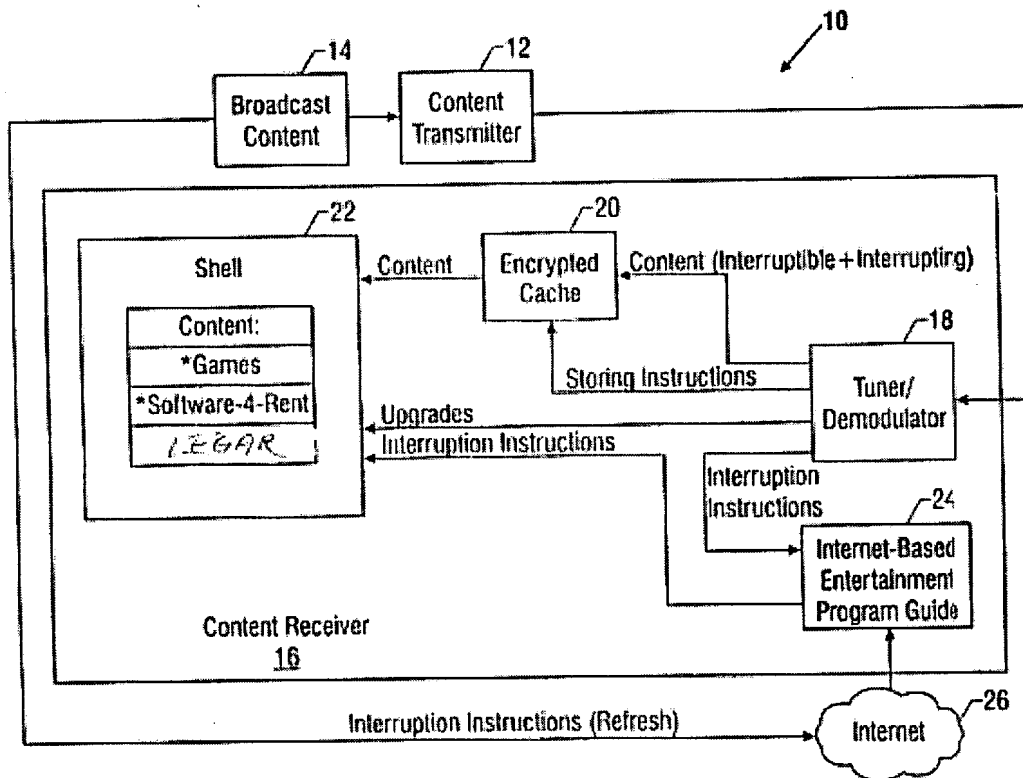 10
14
12
Broadcast
Content
Content
Transmitter
22
Shell
Content:
*Games
*Software-4-Rent
20
Encrypted
Cache
Content
Content (Interruptible+Interrupting)
Storing Instructions
Upgrades
Interruption Instructions
18
Tuner/
Demodulator
Interruption
Instructions
24
Internet-Based
Entertainment
Program Guide
Content Receiver
16
Interruption Instructions (Refresh)
Internet
26